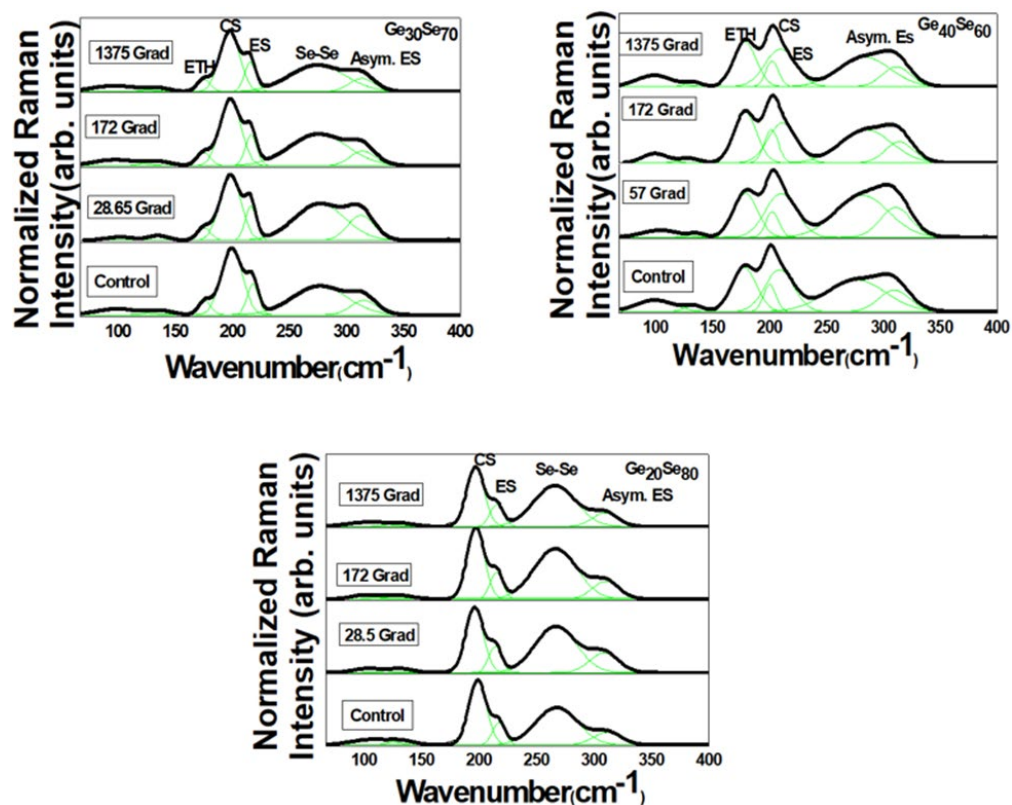 Normalized Raman
Intensity(arb. units)
Ge30Se70
CS
1375 Grad
ES
ETH
Se-Se
Asym. ES
172 Grad
28.65 Grad
Control
100 150 200 250 300 350 400
Wavenumber(cm-1)
Normalized Raman
Intensity(arb. units)
Ge40Se60
CS
ETH
1375 Grad
ES
Asym. Es
172 Grad
57 Grad
Control
100 150 200 250 300 350 400
Wavenumber(cm-1)
Normalized Raman
Intensity (arb. units)
CS
Se-Se
Ge20Se80
1375 Grad
ES
Asym. ES
172 Grad
28.5 Grad
Control
100 150 200 250 300 350 400
Wavenumber(cm-1)